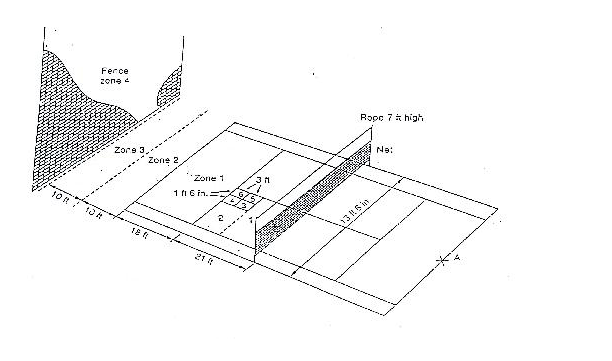 Fence
zone 4
Rope 7 ft high
Net
Zone 3
Zone 2
Zone 1
3 ft
1 ft 6 in.
6
5
4
3
2
1
10 ft
10 ft
18 ft
21 ft
13 ft 6 in
A